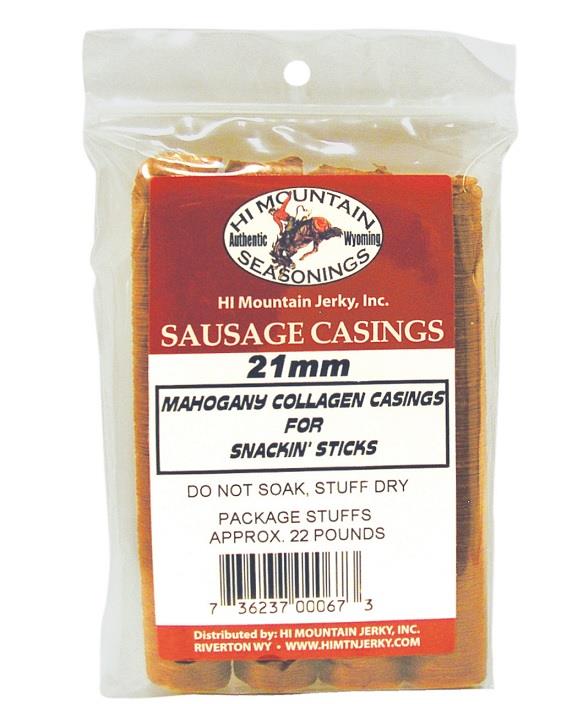 HI MOUNTAIN
Authentic Wyoming
SEASONINGS
HI Mountain Jerky, Inc.
SAUSAGE CASINGS
21mm
MAHOGANY COLLAGEN CASINGS
FOR
SNACKIN' STICKS
DO NOT SOAK, STUFF DRY
PACKAGE STUFFS
APPROX. 22 POUNDS
7 36237 00067 3
Distributed by: HI MOUNTAIN JERKY, INC.
RIVERTON WY • WWW.HIMTNJERKY.COM